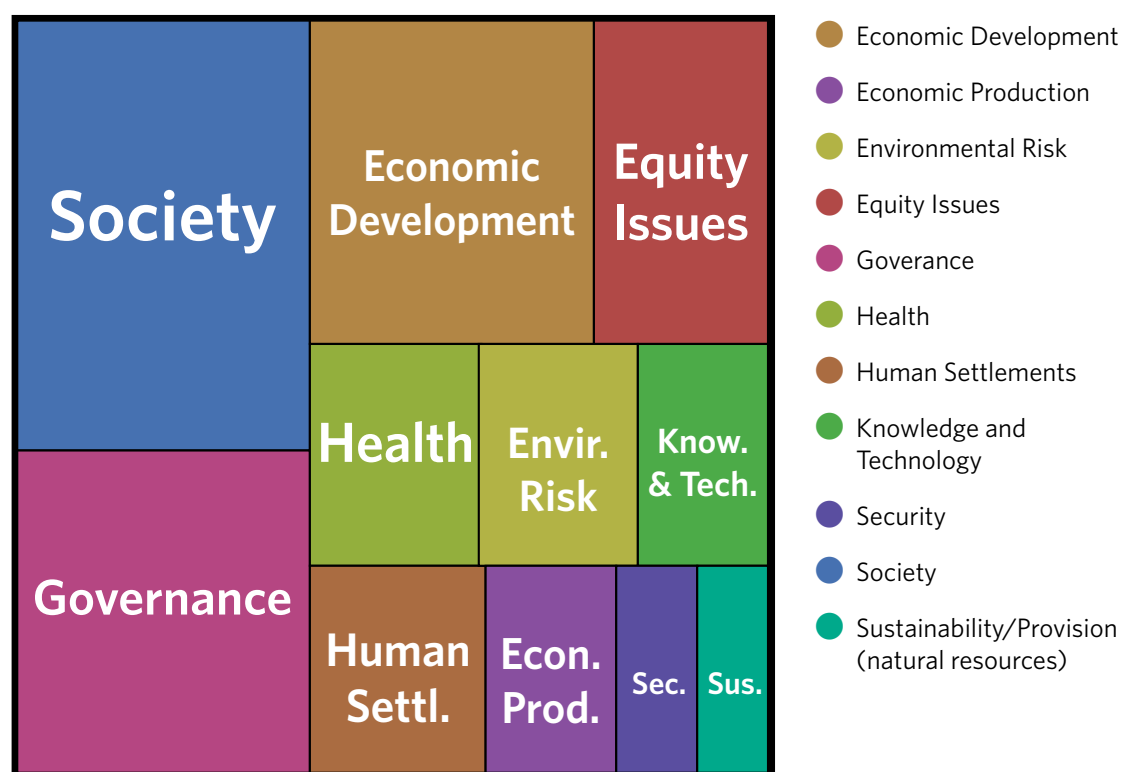 Society
Economic
Development
Equity
Issues
Governance
Health
Envir.
Risk
Know.
& Tech.
Human
Settl.
Econ.
Prod.
Sec.
Sus.
Economic Development
Economic Production
Environmental Risk
Equity Issues
Goverance
Health
Human Settlements
Knowledge and
Technology
Security
Society
Sustainability/Provision
(natural resources)